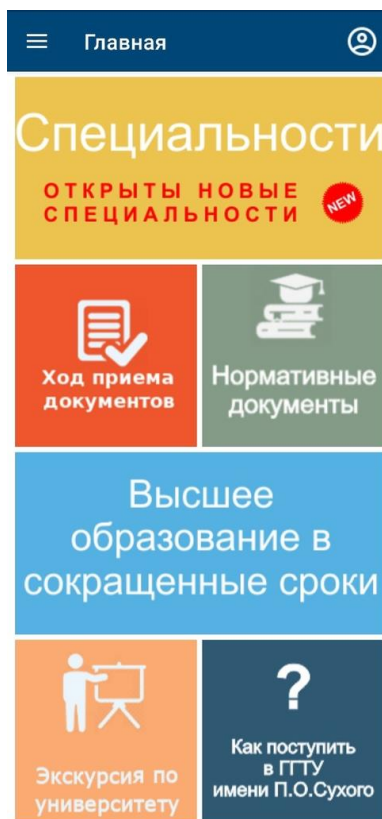 Главная
Специальности
ОТКРЫТЫ НОВЫЕ
СПЕЦИАЛЬНОСТИ
NEW
Ход приема
документов
Нормативные
документы
Высшее
образование в
сокращенные сроки
Экскурсия по
университету
?
Как поступить
в ГГТУ
имени П.О.Сухого